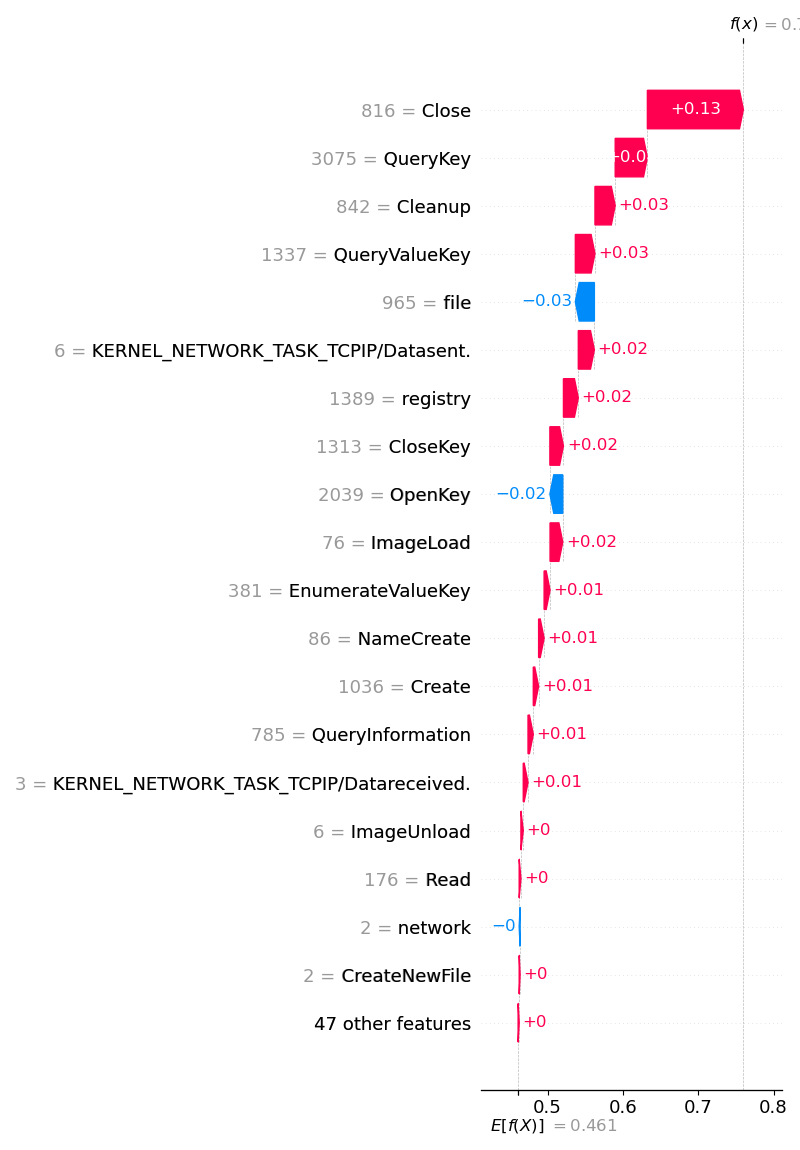 f(x) = 0.7
816 = Close +0.13
3075 = QueryKey +0.0
842 = Cleanup +0.03
1337 = QueryValueKey +0.03
965 = file −0.03
6 = KERNEL_NETWORK_TASK_TCPIP/Datasent. +0.02
1389 = registry +0.02
1313 = CloseKey +0.02
2039 = OpenKey −0.02
76 = ImageLoad +0.02
381 = EnumerateValueKey +0.01
86 = NameCreate +0.01
1036 = Create +0.01
785 = QueryInformation +0.01
3 = KERNEL_NETWORK_TASK_TCPIP/Datareceived. +0.01
6 = ImageUnload +0
176 = Read +0
2 = network −0
2 = CreateNewFile +0
47 other features +0
0.5 0.6 0.7 0.8
E[f(X)] = 0.461